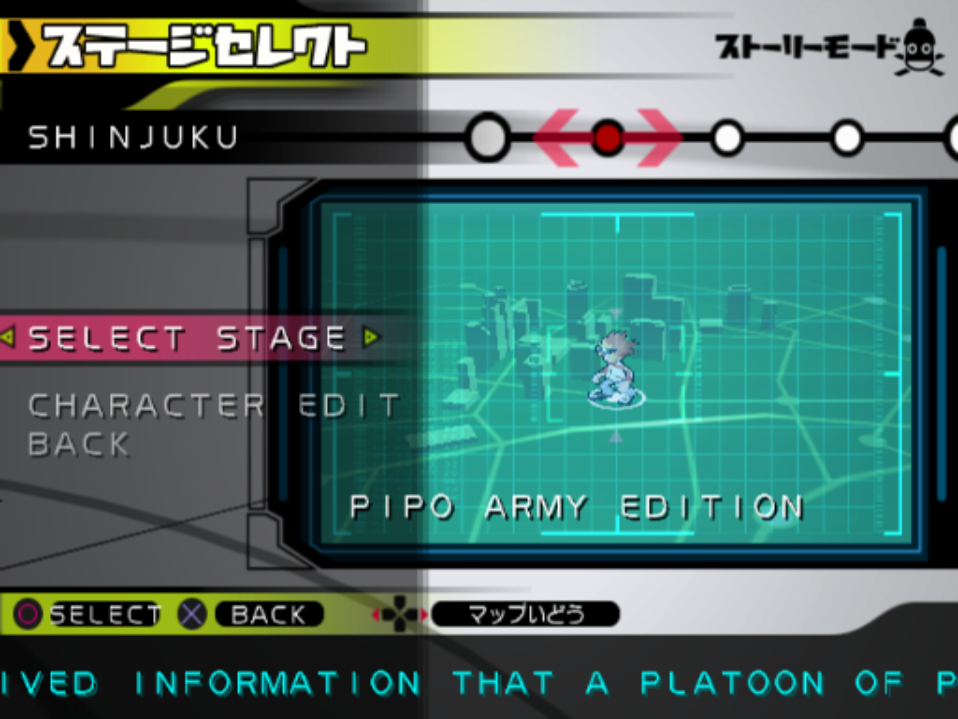 ステージセレクト
ストーリーモード
SHINJUKU
SELECT STAGE
CHARACTER EDIT
BACK
PIPO ARMY EDITION
SELECT BACK マップいどう
IVED INFORMATION THAT A PLATOON OF P